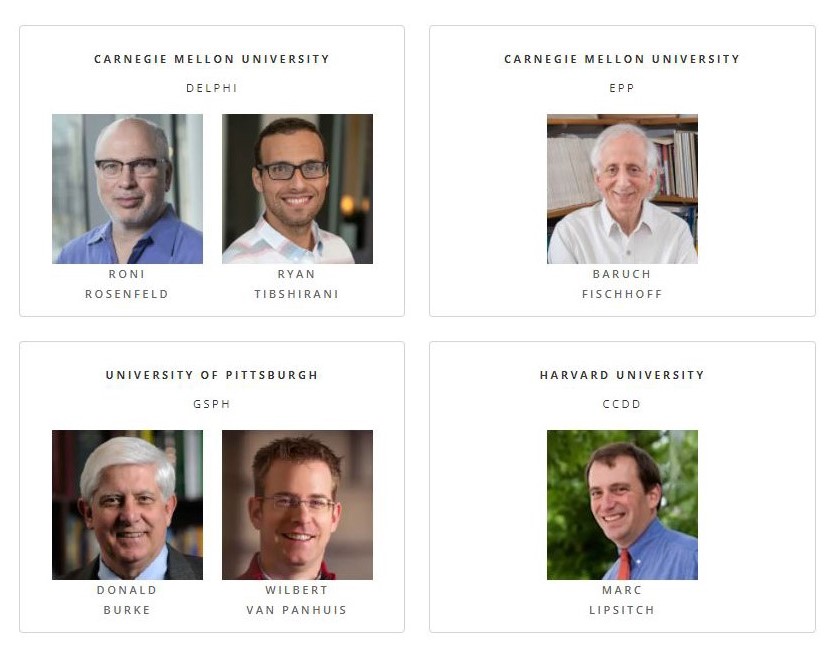 CARNEGIE MELLON UNIVERSITY
DELPHI
RONI
ROSENFELD
RYAN
TIBSHIRANI
CARNEGIE MELLON UNIVERSITY
EPP
BARUCH
FISCHHOFF
UNIVERSITY OF PITTSBURGH
GSPH
DONALD
BURKE
WILBERT
VAN PANHUIS
HARVARD UNIVERSITY
CCDD
MARC
LIPSITCH